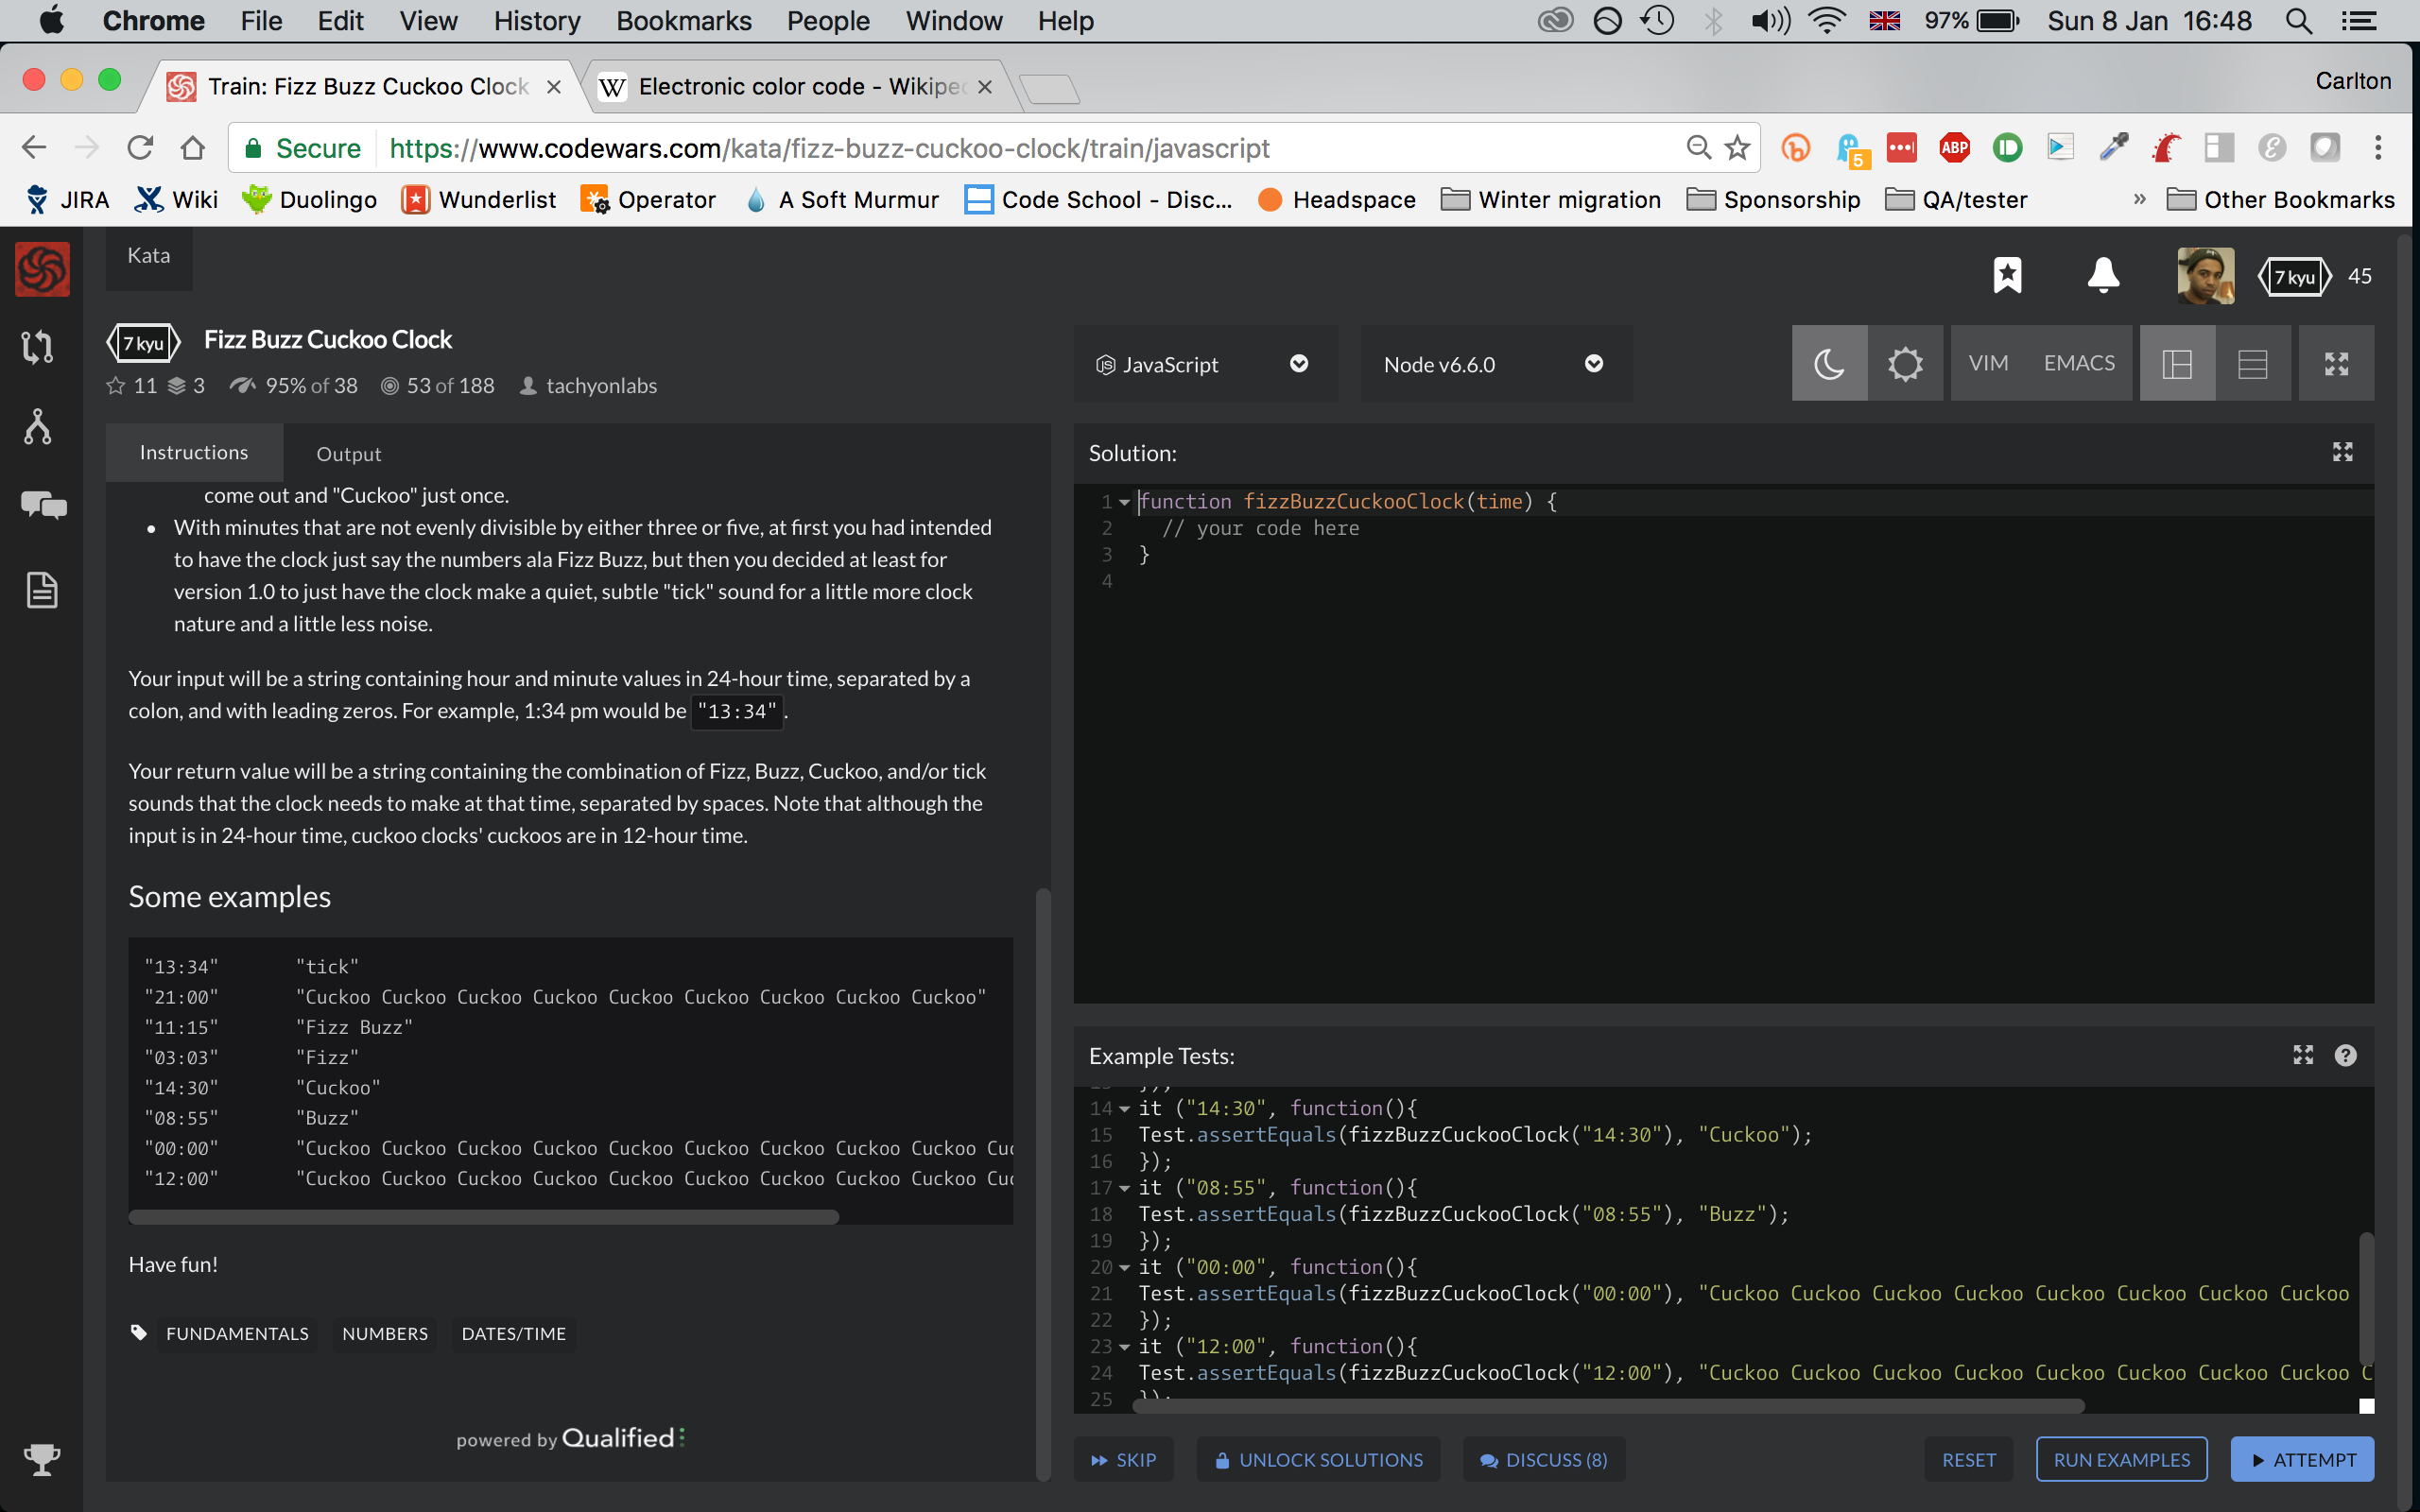 Chrome File Edit View History Bookmarks People Window Help 97% Sun 8 Jan 16:48
Train: Fizz Buzz Cuckoo Clock Electronic color code - Wikipe Carlton
Secure https://www.codewars.com/kata/fizz-buzz-cuckoo-clock/train/javascript 5 ABP
JIRA Wiki Duolingo Wunderlist Operator A Soft Murmur Code School - Disc... Headspace Winter migration Sponsorship QA/tester » Other Bookmarks
Kata
7 kyu 45
7 kyu Fizz Buzz Cuckoo Clock
11 3 95% of 38 53 of 188 tachyonlabs
JavaScript Node v6.6.0 VIM EMACS
Instructions Output
come out and "Cuckoo" just once.
• With minutes that are not evenly divisible by either three or five, at first you had intended
to have the clock just say the numbers ala Fizz Buzz, but then you decided at least for
version 1.0 to just have the clock make a quiet, subtle "tick" sound for a little more clock
nature and a little less noise.
Your input will be a string containing hour and minute values in 24-hour time, separated by a
colon, and with leading zeros. For example, 1:34 pm would be "13:34".
Your return value will be a string containing the combination of Fizz, Buzz, Cuckoo, and/or tick
sounds that the clock needs to make at that time, separated by spaces. Note that although the
input is in 24-hour time, cuckoo clocks' cuckoos are in 12-hour time.
Some examples
"13:34" "tick"
"21:00" "Cuckoo Cuckoo Cuckoo Cuckoo Cuckoo Cuckoo Cuckoo Cuckoo Cuckoo"
"11:15" "Fizz Buzz"
"03:03" "Fizz"
"14:30" "Cuckoo"
"08:55" "Buzz"
"00:00" "Cuckoo Cuckoo Cuckoo Cuckoo Cuckoo Cuckoo Cuckoo Cuckoo Cuckoo Cuc
"12:00" "Cuckoo Cuckoo Cuckoo Cuckoo Cuckoo Cuckoo Cuckoo Cuckoo Cuckoo Cuc
Have fun!
FUNDAMENTALS NUMBERS DATES/TIME
powered by Qualified
Solution:
1 function fizzBuzzCuckooClock(time) {
2 // your code here
3 }
4
Example Tests:
14 it ("14:30", function(){
15 Test.assertEquals(fizzBuzzCuckooClock("14:30"), "Cuckoo");
16 });
17 it ("08:55", function(){
18 Test.assertEquals(fizzBuzzCuckooClock("08:55"), "Buzz");
19 });
20 it ("00:00", function(){
21 Test.assertEquals(fizzBuzzCuckooClock("00:00"), "Cuckoo Cuckoo Cuckoo Cuckoo Cuckoo Cuckoo Cuckoo Cuckoo
22 });
23 it ("12:00", function(){
24 Test.assertEquals(fizzBuzzCuckooClock("12:00"), "Cuckoo Cuckoo Cuckoo Cuckoo Cuckoo Cuckoo Cuckoo Cuckoo C
25
SKIP UNLOCK SOLUTIONS DISCUSS (8) RESET RUN EXAMPLES ATTEMPT